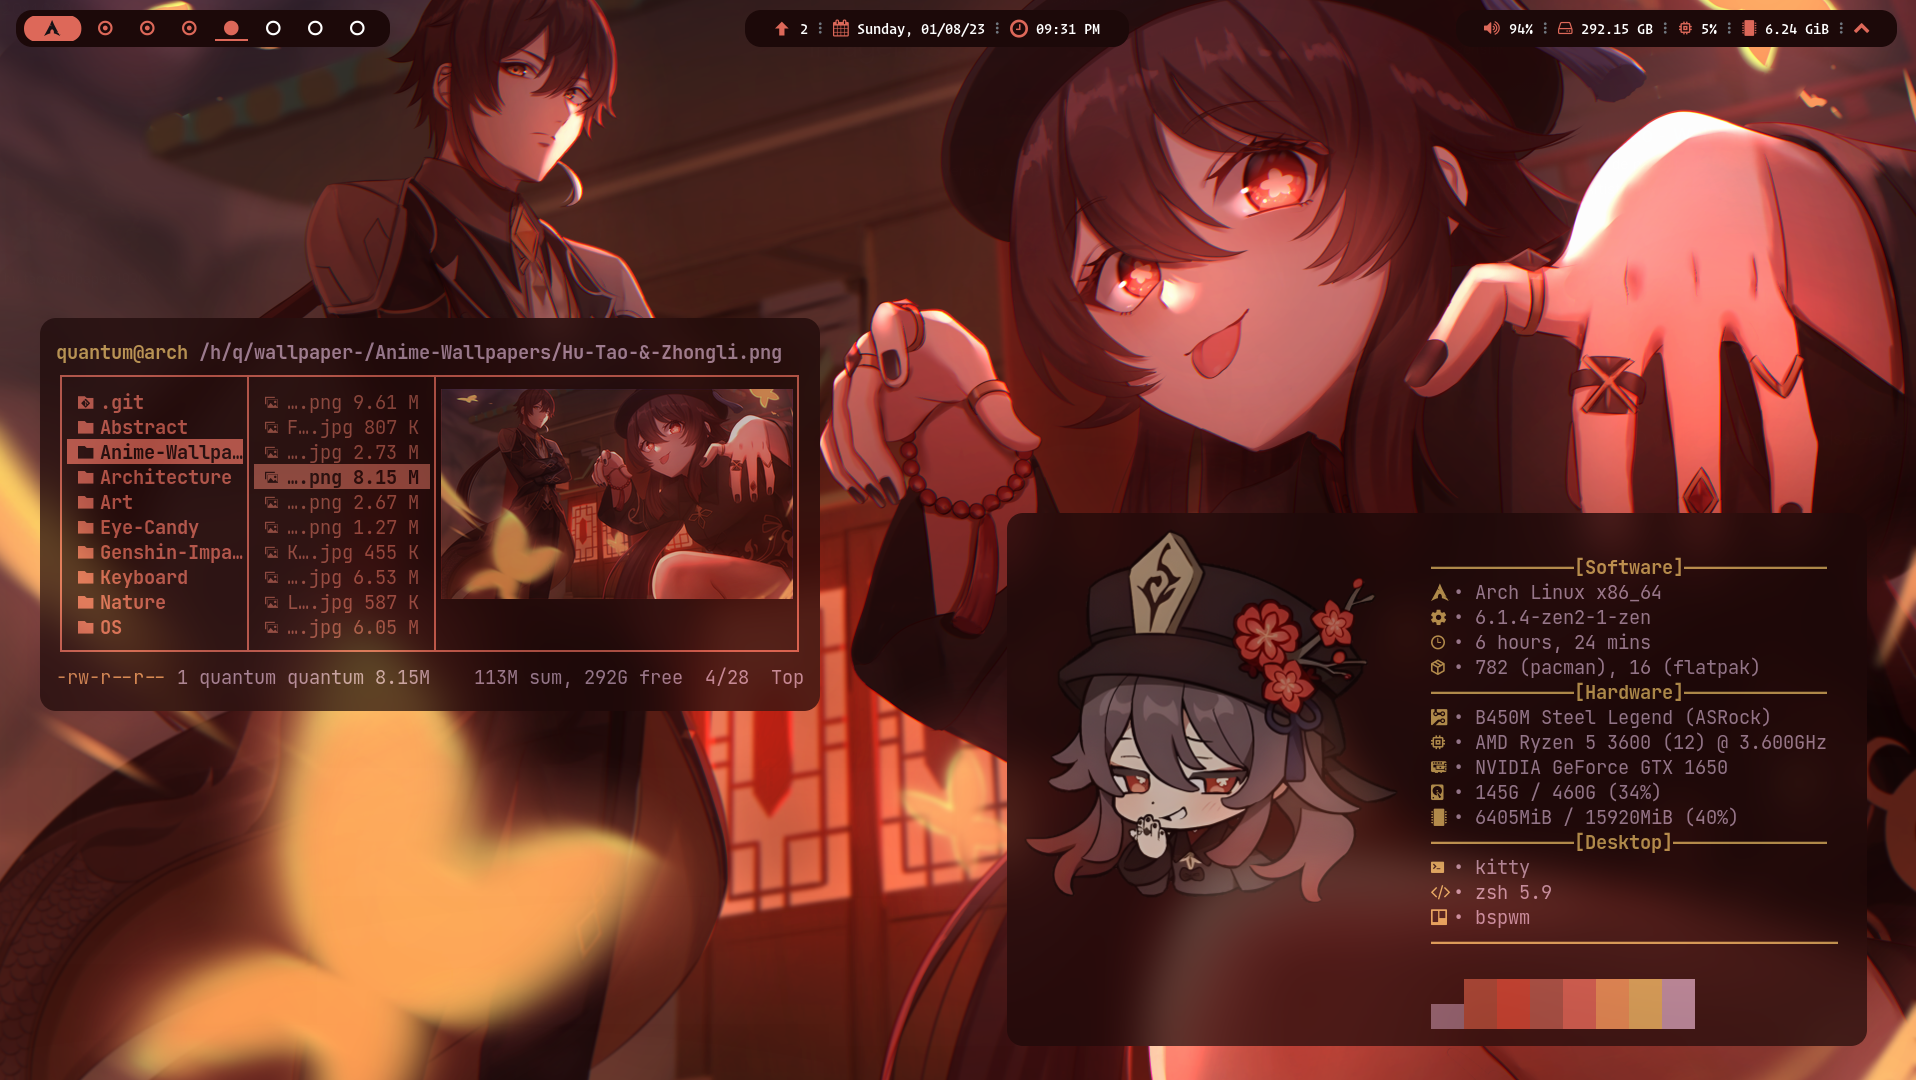 2 Sunday, 01/08/23 09:31 PM
94% 292.15 GB 5% 6.24 GiB
quantum@arch /h/q/wallpaper-/Anime-Wallpapers/Hu-Tao-&-Zhongli.png
.git
Abstract
Anime-Wallpa…
Architecture
Art
Eye-Candy
Genshin-Impa…
Keyboard
Nature
OS
….png 9.61 M
F….jpg 807 K
….jpg 2.73 M
….png 8.15 M
….png 2.67 M
….png 1.27 M
K….jpg 455 K
….jpg 6.53 M
L….jpg 587 K
….jpg 6.05 M
-rw-r--r-- 1 quantum quantum 8.15M 113M sum, 292G free 4/28 Top
[Software]
• Arch Linux x86_64
• 6.1.4-zen2-1-zen
• 6 hours, 24 mins
• 782 (pacman), 16 (flatpak)
[Hardware]
• B450M Steel Legend (ASRock)
• AMD Ryzen 5 3600 (12) @ 3.600GHz
• NVIDIA GeForce GTX 1650
• 145G / 460G (34%)
• 6405MiB / 15920MiB (40%)
[Desktop]
• kitty
• zsh 5.9
• bspwm